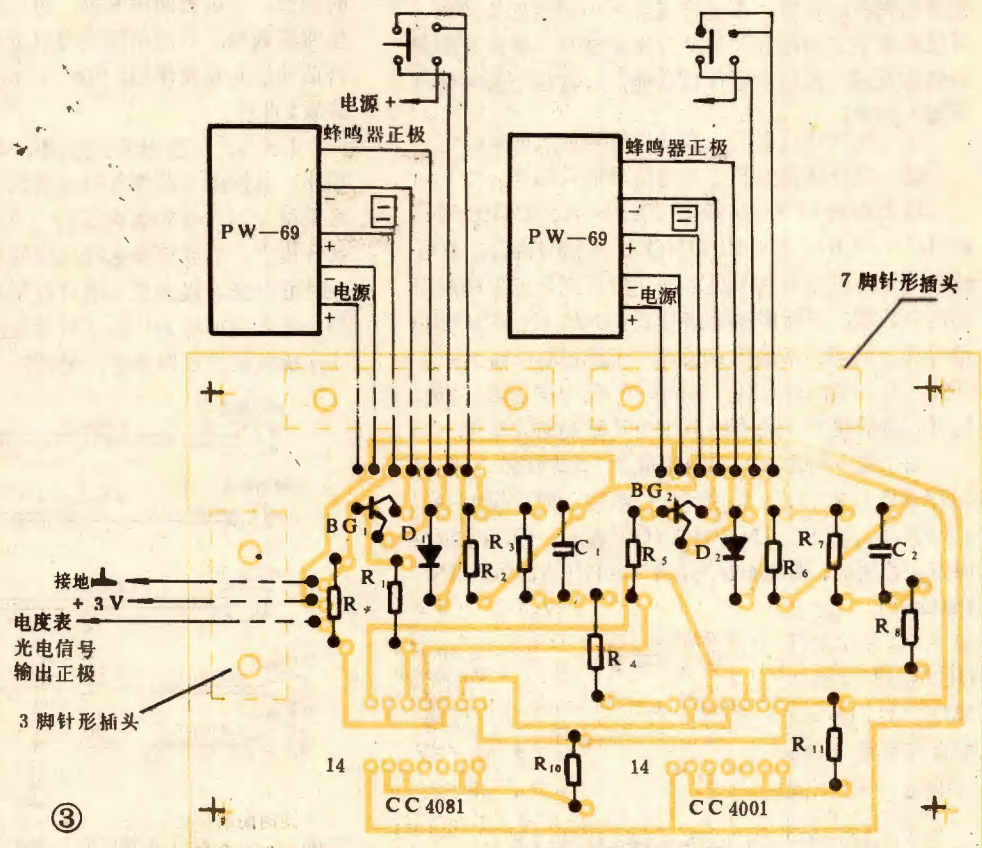 电源+
蜂鸣器正极
蜂鸣器正极
PW—69
−
+
−
电源
+
PW—69
−
+
−
电源
+
7脚针形插头
BG1
D1
R1
R2
R3
C1
BG2
R5
D2
R6
R7
C2
接地
+3V
电度表
光电信号
输出正极
R4
R8
3脚针形插头
14
CC4081
R10
14
CC4001
R11
③